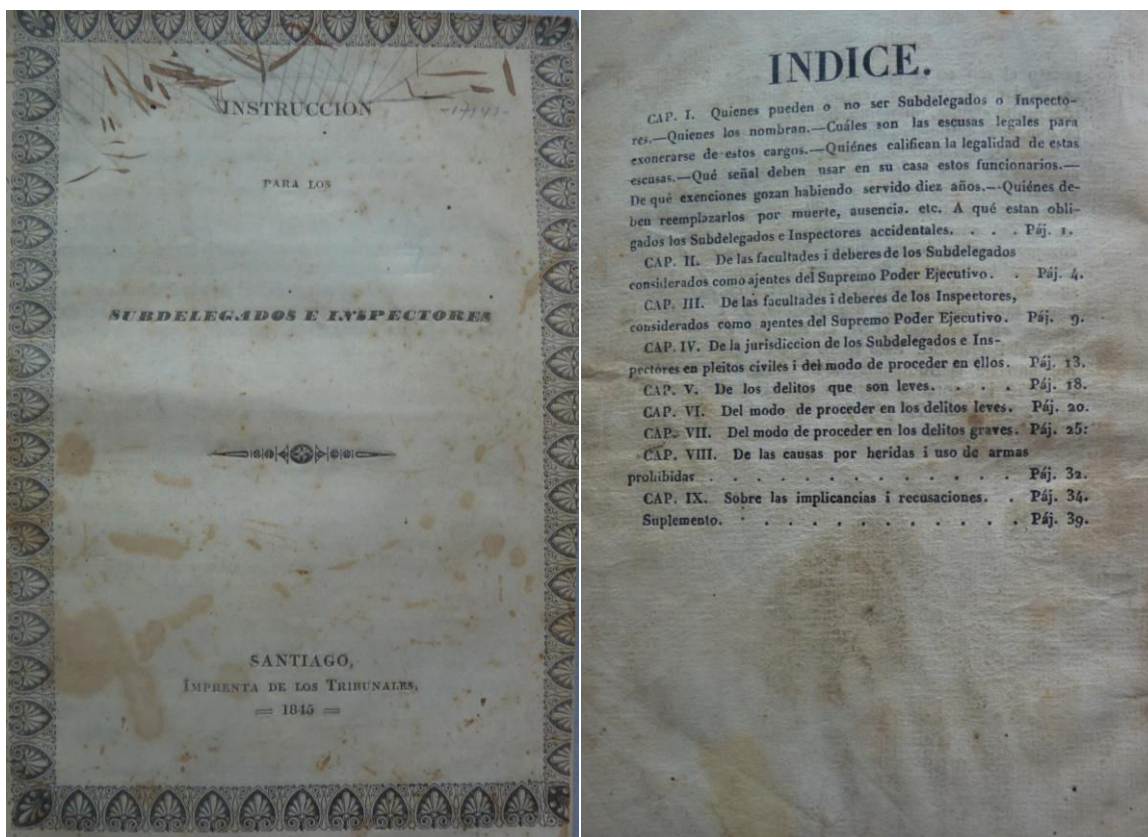 INSTRUCCION
-17141-
PARA LOS
SUBDELEGADOS E INSPECTORES
SANTIAGO,
IMPRENTA DE LOS TRIBUNALES,
1845
INDICE.
CAP. I. Quienes pueden o no ser Subdelegados o Inspecto-
res.—Quienes los nombran.—Cuáles son las escusas legales para
exonerarse de estos cargos.—Quiénes califican la legalidad de estas
escusas.—Qué señal deben usar en su casa estos funcionarios.—
De qué exenciones gozan habiendo servido diez años.—Quiénes de-
ben reemplazarlos por muerte, ausencia. etc. A qué estan obli-
gados los Subdelegados e Inspectores accidentales. . . . Páj. 1.
CAP. II. De las facultades i deberes de los Subdelegados
considerados como ajentes del Supremo Poder Ejecutivo. . Páj. 4.
CAP. III. De las facultades i deberes de los Inspectores,
considerados como ajentes del Supremo Poder Ejecutivo. Páj. 9.
CAP. IV. De la jurisdiccion de los Subdelegados e Ins-
pectores en pleitos civiles i del modo de proceder en ellos. Páj. 13.
CAP. V. De los delitos que son leves. . . . . Páj. 18.
CAP. VI. Del modo de proceder en los delitos leves. Páj. 20.
CAP. VII. Del modo de proceder en los delitos graves. Páj. 25:
CAP. VIII. De las causas por heridas i uso de armas
prohibidas . . . . . . . . . . . . . Páj. 32.
CAP. IX. Sobre las implicancias i recusaciones. . Páj. 34.
Suplemento. . . . . . . . . . . . . Páj. 39.